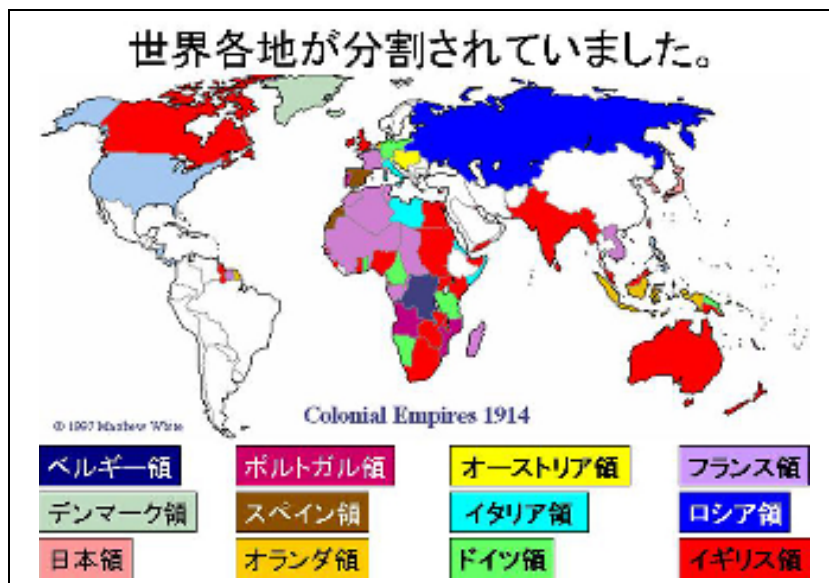 世界各地が分割されていました。
Colonial Empires 1914
© 1997 Matthew White
ベルギー領 ポルトガル領 オーストリア領 フランス領
デンマーク領 スペイン領 イタリア領 ロシア領
日本領 オランダ領 ドイツ領 イギリス領